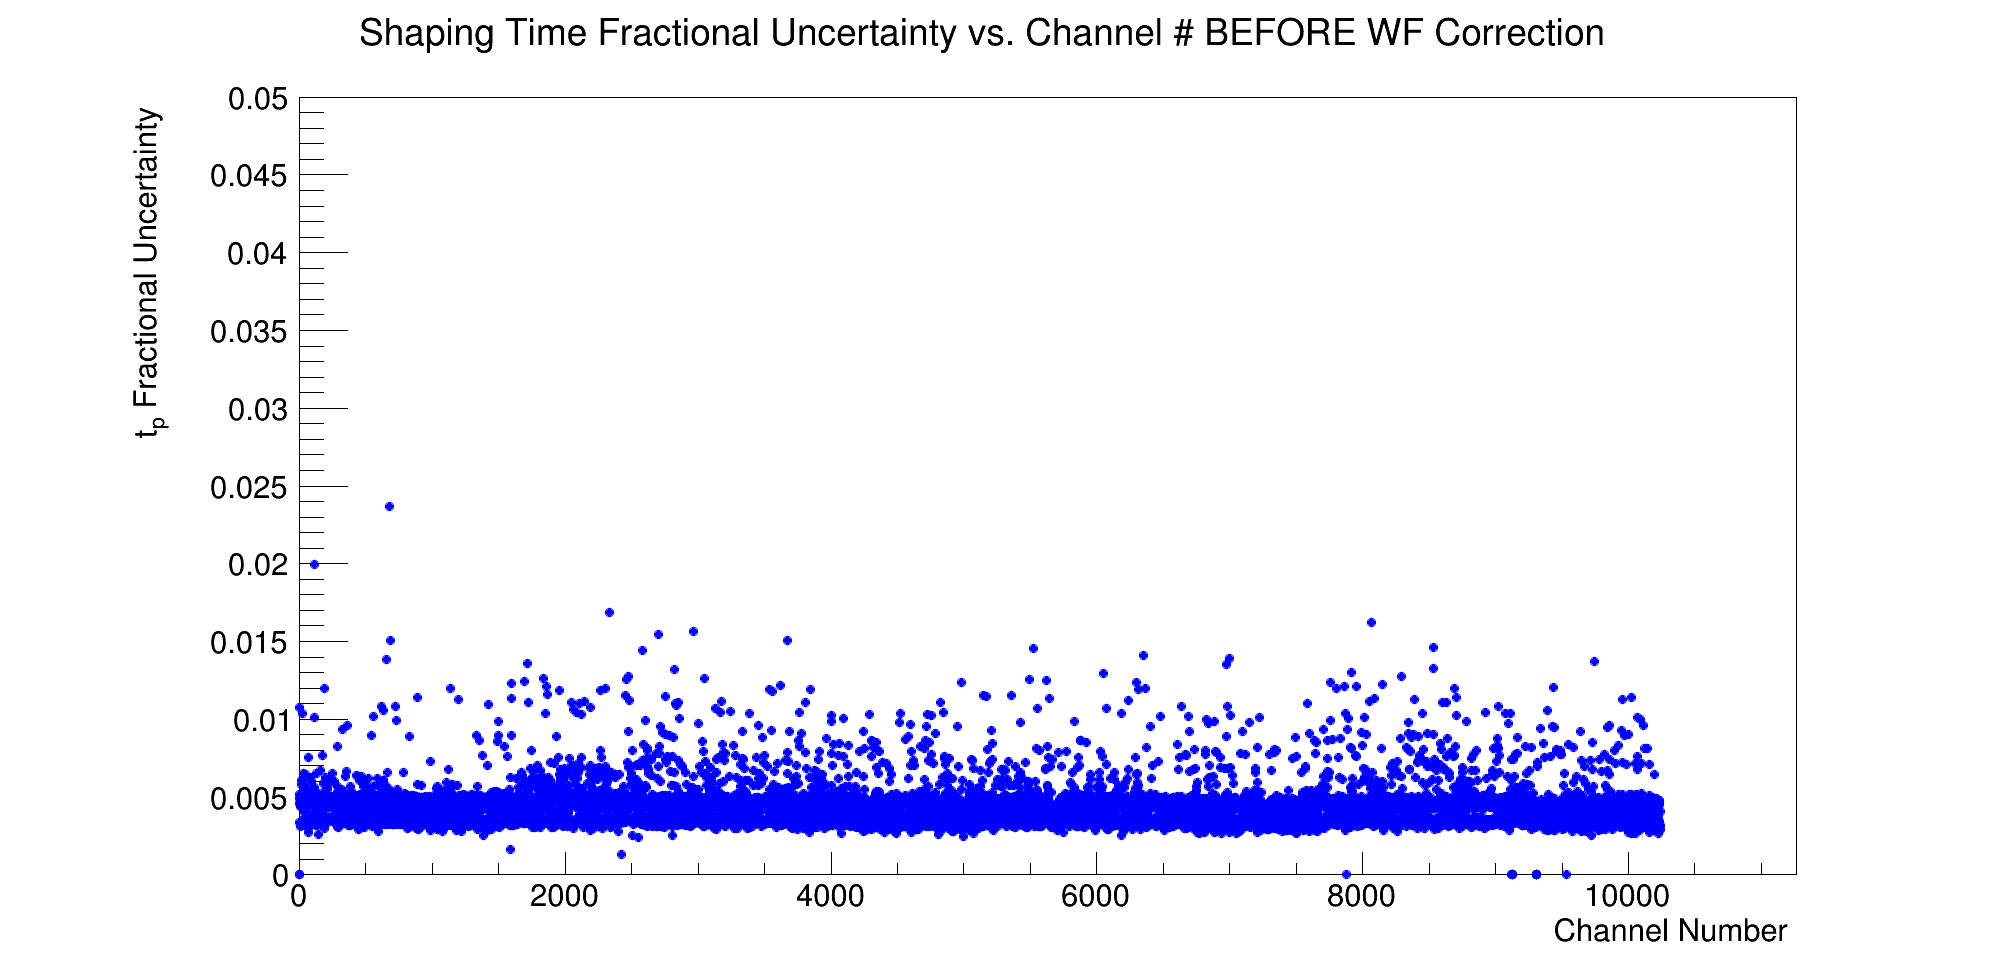 Shaping Time Fractional Uncertainty vs. Channel # BEFORE WF Correction
t_p Fractional Uncertainty
0.05
0.045
0.04
0.035
0.03
0.025
0.02
0.015
0.01
0.005
0
0 2000 4000 6000 8000 10000
Channel Number